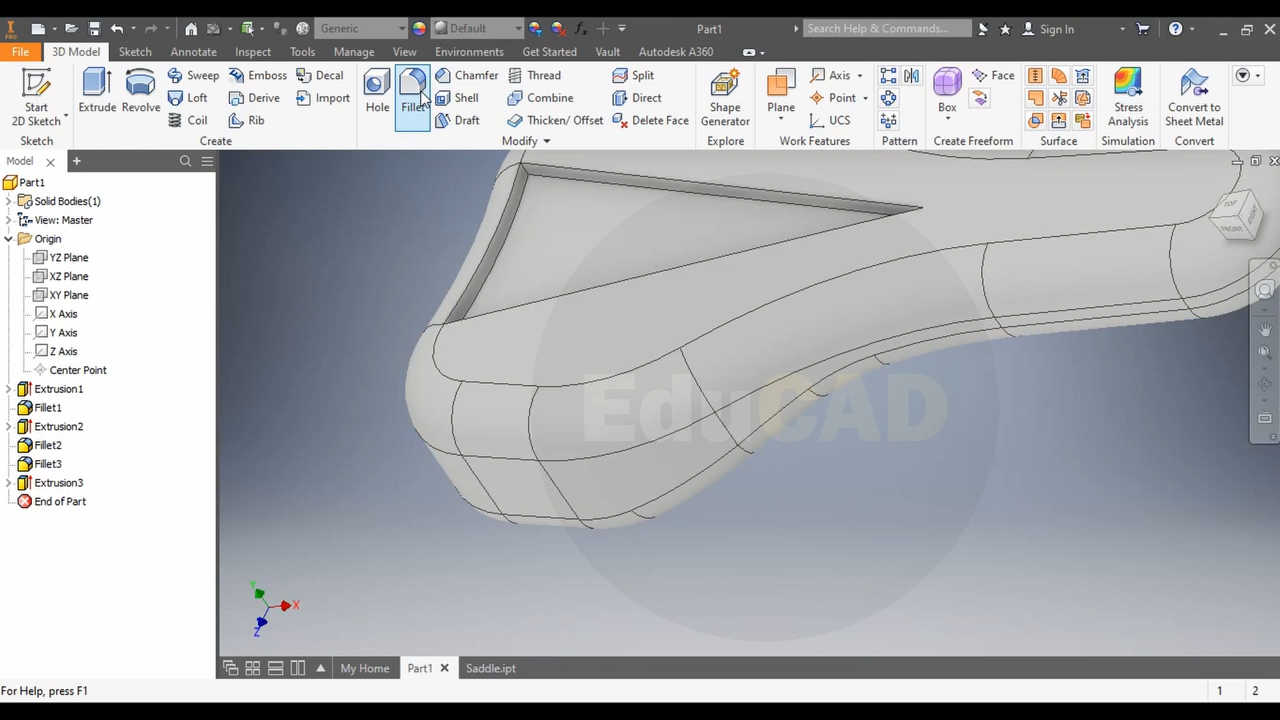 PRO
Generic
Default
Part1
Search Help & Commands...
Sign In
File
3D Model
Sketch
Annotate
Inspect
Tools
Manage
View
Environments
Get Started
Vault
Autodesk A360
Start
2D Sketch
Extrude
Revolve
Sweep
Emboss
Decal
Loft
Derive
Import
Coil
Rib
Hole
Fillet
Chamfer
Thread
Shell
Combine
Draft
Thicken/ Offset
Split
Direct
Delete Face
Shape
Generator
Plane
Axis
Point
UCS
Box
Face
Stress
Analysis
Convert to
Sheet Metal
Sketch
Create
Modify
Explore
Work Features
Pattern
Create Freeform
Surface
Simulation
Convert
Model
Part1
Solid Bodies(1)
View: Master
Origin
YZ Plane
XZ Plane
XY Plane
X Axis
Y Axis
Z Axis
Center Point
Extrusion1
Fillet1
Extrusion2
Fillet2
Fillet3
Extrusion3
End of Part
TOP
FRONT
RIGHT
EduCAD
Y
X
Z
My Home
Part1
Saddle.ipt
For Help, press F1
1
2